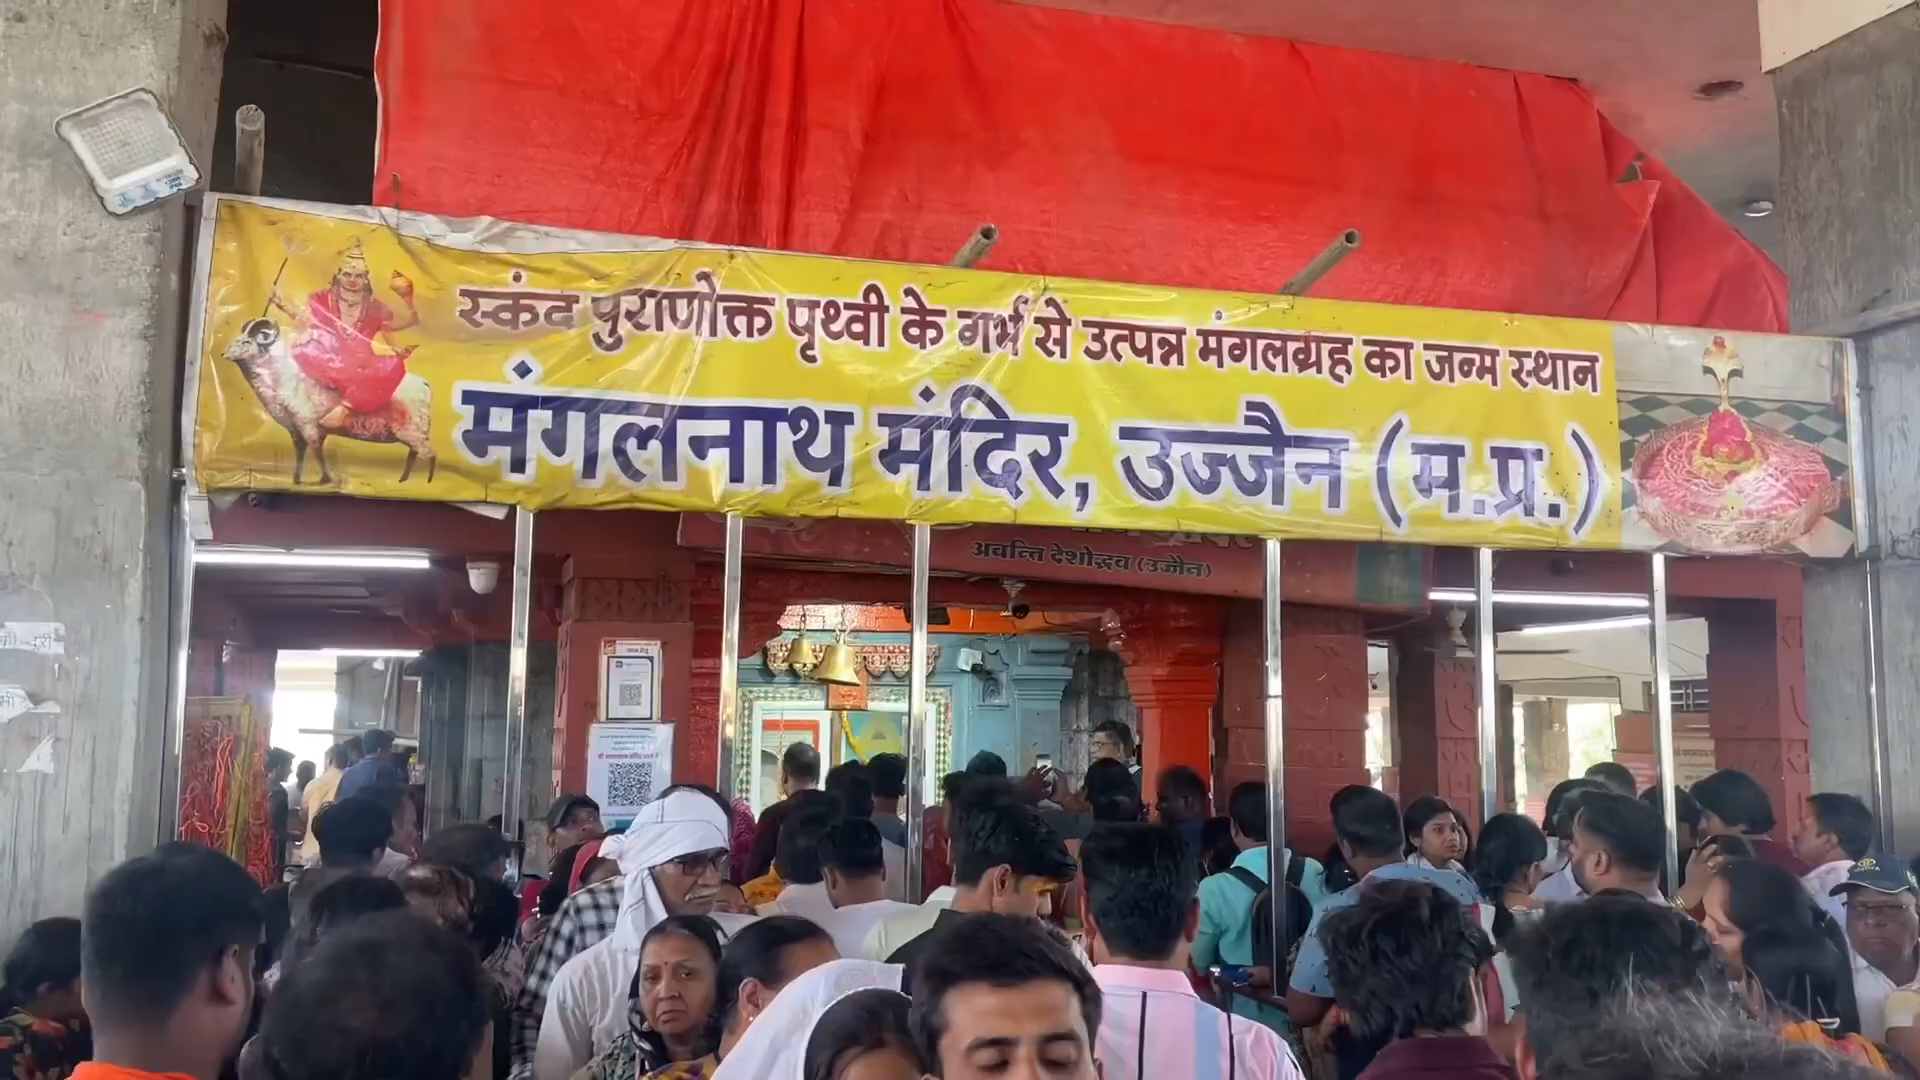 स्कंद पुराणोक्त पृथ्वी के गर्भ से उत्पन्न मंगलग्रह का जन्म स्थान
मंगलनाथ मंदिर, उज्जैन (म.प्र.)
अवन्ति देशोद्भव (उज्जैन)